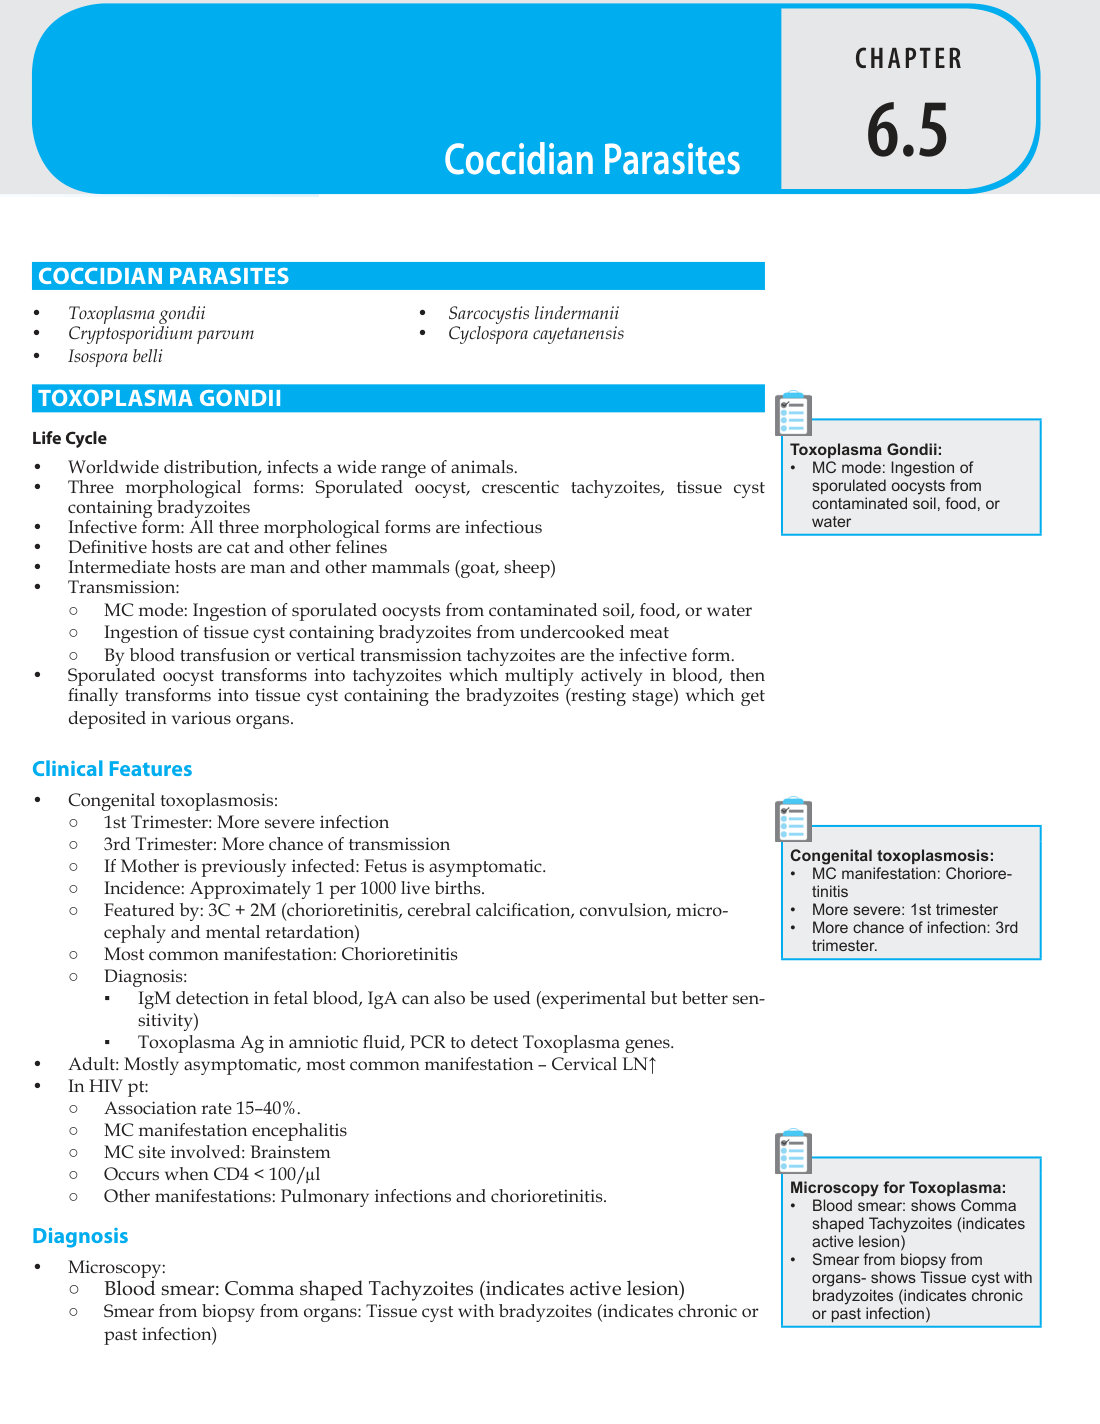 CHAPTER
6.5
Coccidian Parasites
COCCIDIAN PARASITES
• Toxoplasma gondii
• Cryptosporidium parvum
• Isospora belli
• Sarcocystis lindermanii
• Cyclospora cayetanensis
TOXOPLASMA GONDII
Life Cycle
• Worldwide distribution, infects a wide range of animals.
• Three morphological forms: Sporulated oocyst, crescentic tachyzoites, tissue cyst
containing bradyzoites
• Infective form: All three morphological forms are infectious
• Definitive hosts are cat and other felines
• Intermediate hosts are man and other mammals (goat, sheep)
• Transmission:
○ MC mode: Ingestion of sporulated oocysts from contaminated soil, food, or water
○ Ingestion of tissue cyst containing bradyzoites from undercooked meat
○ By blood transfusion or vertical transmission tachyzoites are the infective form.
• Sporulated oocyst transforms into tachyzoites which multiply actively in blood, then
finally transforms into tissue cyst containing the bradyzoites (resting stage) which get
deposited in various organs.
Toxoplasma Gondii:
• MC mode: Ingestion of
sporulated oocysts from
contaminated soil, food, or
water
Clinical Features
• Congenital toxoplasmosis:
○ 1st Trimester: More severe infection
○ 3rd Trimester: More chance of transmission
○ If Mother is previously infected: Fetus is asymptomatic.
○ Incidence: Approximately 1 per 1000 live births.
○ Featured by: 3C + 2M (chorioretinitis, cerebral calcification, convulsion, micro-
cephaly and mental retardation)
○ Most common manifestation: Chorioretinitis
○ Diagnosis:
▪ IgM detection in fetal blood, IgA can also be used (experimental but better sen-
sitivity)
▪ Toxoplasma Ag in amniotic fluid, PCR to detect Toxoplasma genes.
• Adult: Mostly asymptomatic, most common manifestation – Cervical LN↑
• In HIV pt:
○ Association rate 15–40%.
○ MC manifestation encephalitis
○ MC site involved: Brainstem
○ Occurs when CD4 < 100/µl
○ Other manifestations: Pulmonary infections and chorioretinitis.
Congenital toxoplasmosis:
• MC manifestation: Choriore-
tinitis
• More severe: 1st trimester
• More chance of infection: 3rd
trimester.
Diagnosis
• Microscopy:
○ Blood smear: Comma shaped Tachyzoites (indicates active lesion)
○ Smear from biopsy from organs: Tissue cyst with bradyzoites (indicates chronic or
past infection)
Microscopy for Toxoplasma:
• Blood smear: shows Comma
shaped Tachyzoites (indicates
active lesion)
• Smear from biopsy from
organs- shows Tissue cyst with
bradyzoites (indicates chronic
or past infection)